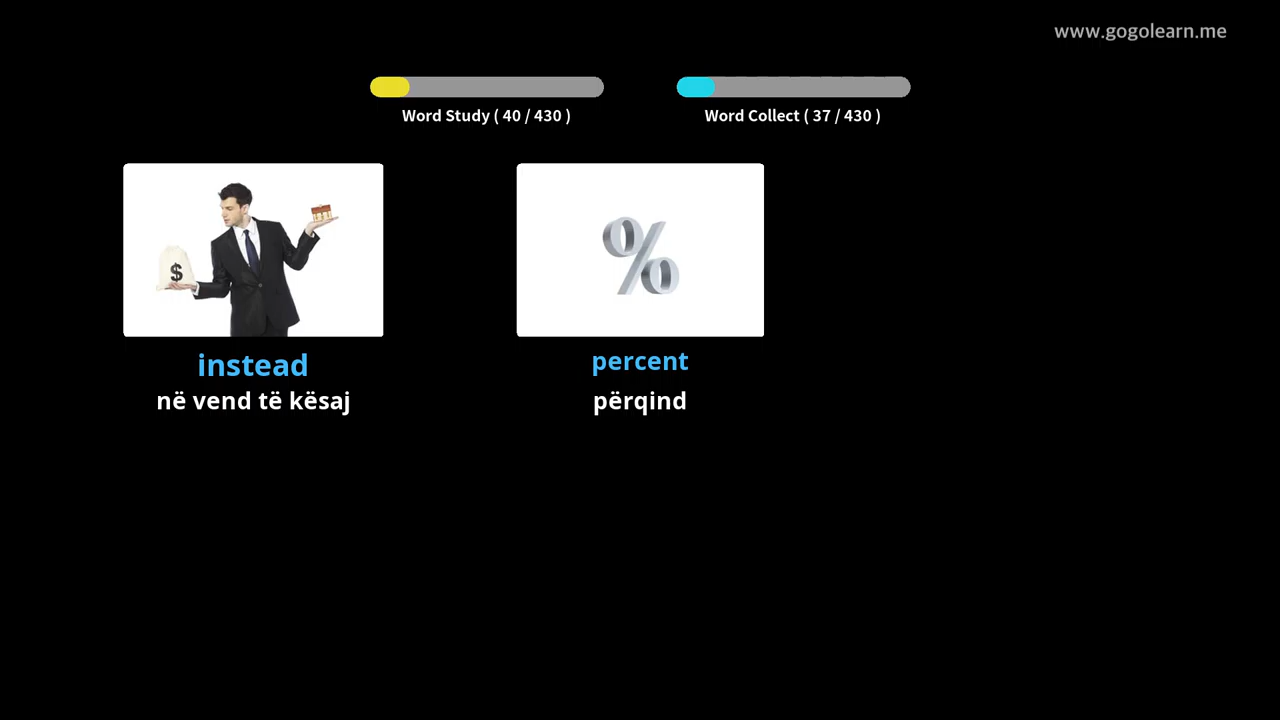 www.gogolearn.me
Word Study ( 40 / 430 )
Word Collect ( 37 / 430 )
$
%
instead
në vend të kësaj
percent
përqind